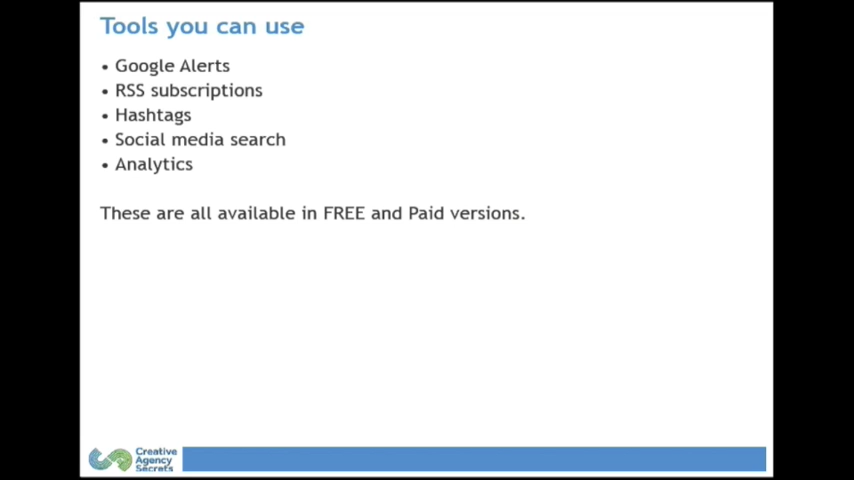 Tools you can use
• Google Alerts
• RSS subscriptions
• Hashtags
• Social media search
• Analytics
These are all available in FREE and Paid versions.
Creative
Agency
Secrets